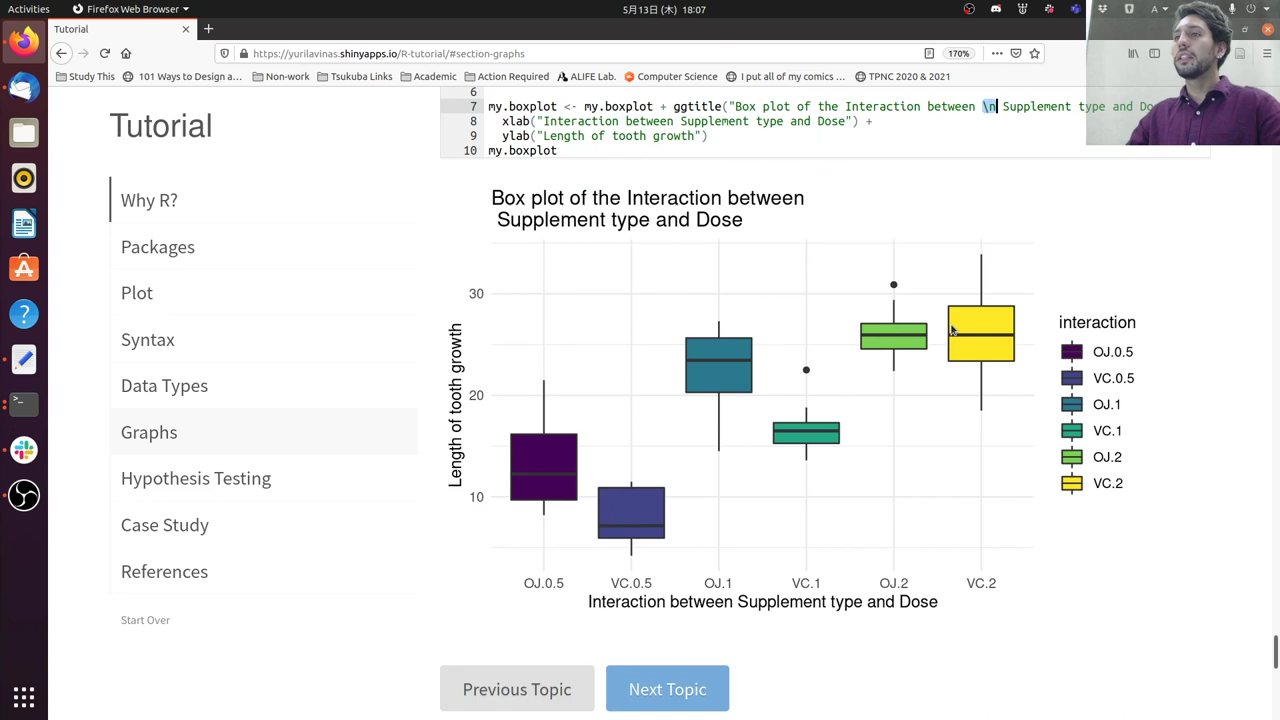 Activities
Firefox Web Browser
5月13日 (木) 18:07
A
Tutorial
https://yurilavinas.shinyapps.io/R-tutorial/#section-graphs
170%
Study This
101 Ways to Design a…
Non-work
Tsukuba Links
Academic
Action Required
ALIFE Lab.
Computer Science
I put all of my comics …
TPNC 2020 & 2021
6
7 my.boxplot <- my.boxplot + ggtitle("Box plot of the Interaction between \n Supplement type and Do
8 xlab("Interaction between Supplement type and Dose") +
9 ylab("Length of tooth growth")
10 my.boxplot
Tutorial
Why R?
Packages
Plot
Syntax
Data Types
Graphs
Hypothesis Testing
Case Study
References
Start Over
Box plot of the Interaction between
Supplement type and Dose
Length of tooth growth
30
20
10
OJ.0.5
VC.0.5
OJ.1
VC.1
OJ.2
VC.2
Interaction between Supplement type and Dose
interaction
OJ.0.5
VC.0.5
OJ.1
VC.1
OJ.2
VC.2
Previous Topic
Next Topic